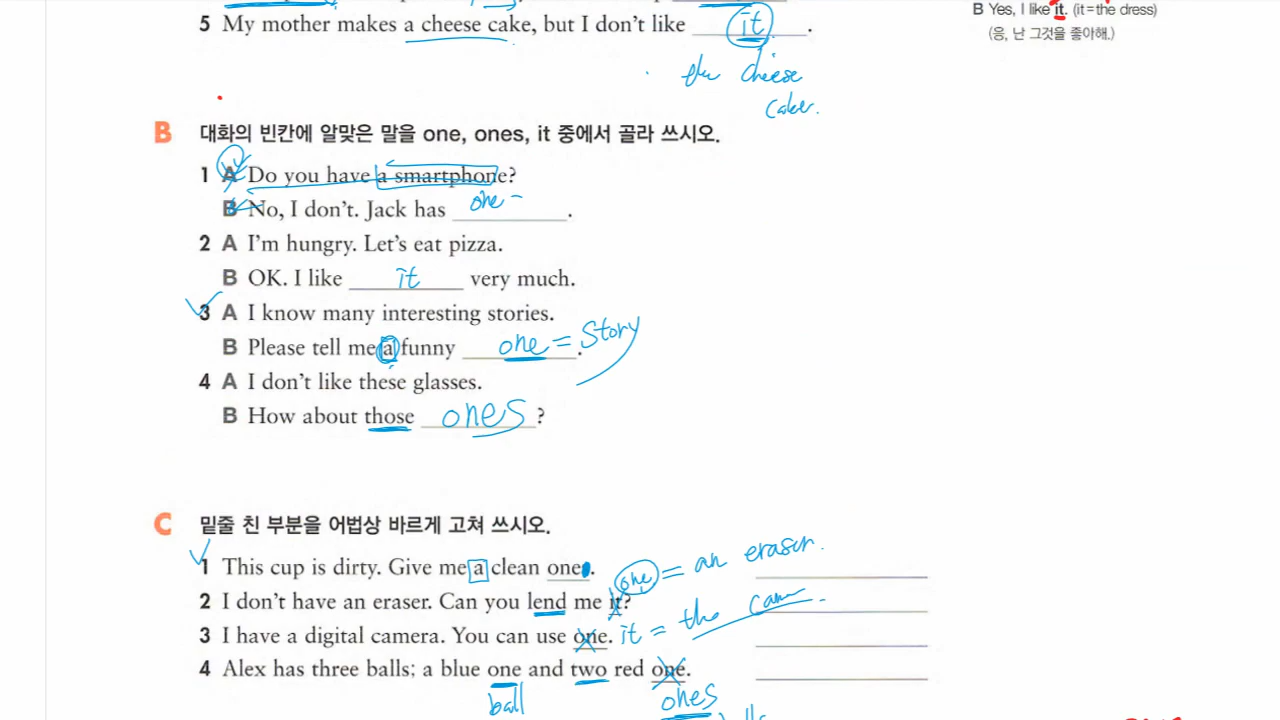 5 My mother makes a cheese cake, but I don't like it.
the cheese
cake.
B Yes, I like it. (it=the dress)
(응, 난 그것을 좋아해.)
B 대화의 빈칸에 알맞은 말을 one, ones, it 중에서 골라 쓰시오.
1 A Do you have a smartphone?
B No, I don't. Jack has one.
2 A I'm hungry. Let's eat pizza.
B OK. I like it very much.
3 A I know many interesting stories.
B Please tell me a funny one. = Story
4 A I don't like these glasses.
B How about those ones?
C 밑줄 친 부분을 어법상 바르게 고쳐 쓰시오.
1 This cup is dirty. Give me a clean one.
one = an eraser.
2 I don't have an eraser. Can you lend me it?
3 I have a digital camera. You can use one. it = the
4 Alex has three balls; a blue one and two red one.
ball ones